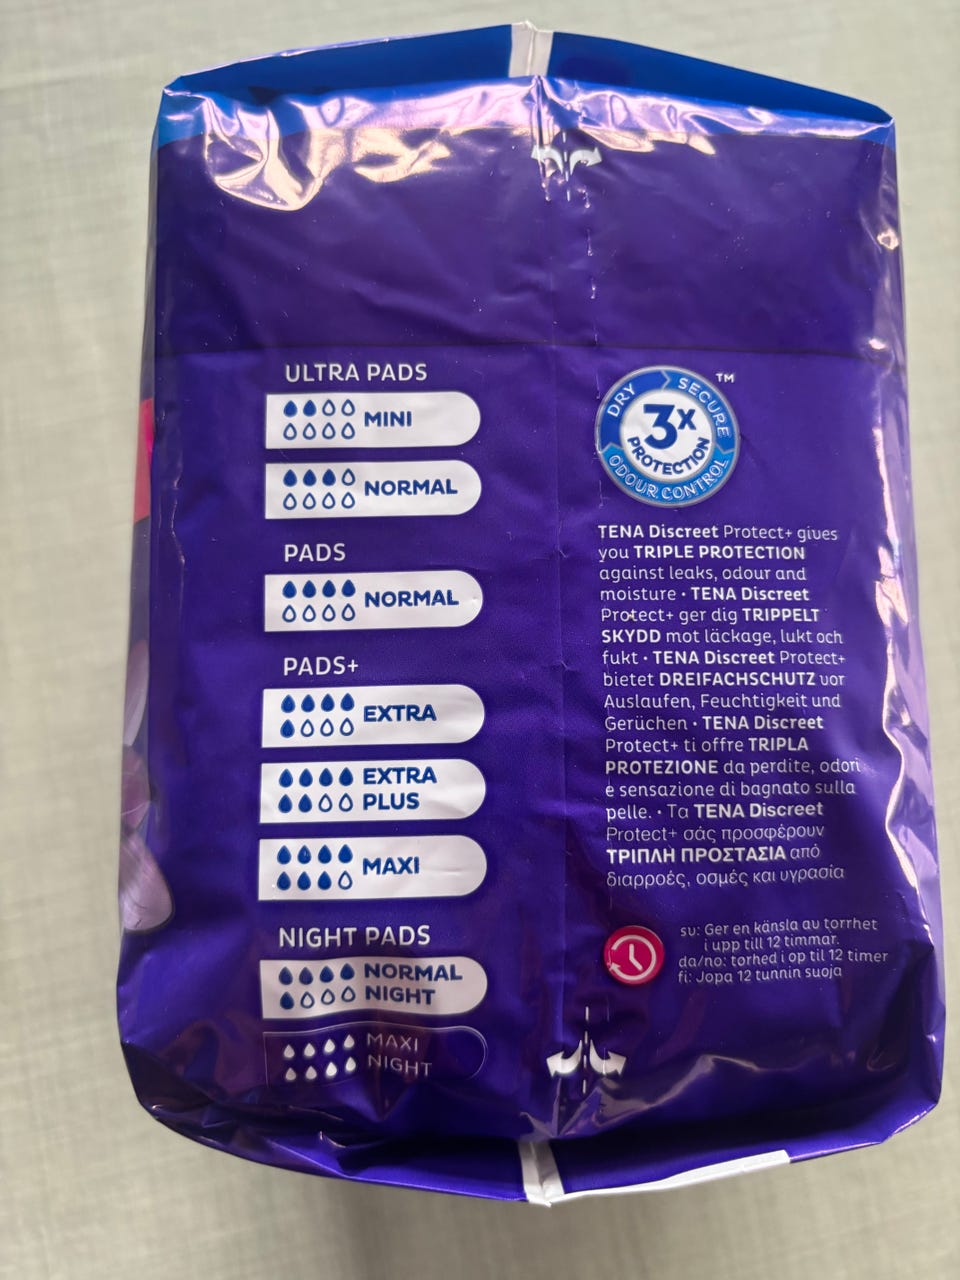 ULTRA PADS
MINI
NORMAL
PADS
NORMAL
PADS+
EXTRA
EXTRA
PLUS
MAXI
NIGHT PADS
NORMAL
NIGHT
MAXI
NIGHT
DRY
SECURE
TM
3x
PROTECTION
ODOUR CONTROL
TENA Discreet Protect+ gives
you TRIPLE PROTECTION
against leaks, odour and
moisture • TENA Discreet
Protect+ ger dig TRIPPELT
SKYDD mot läckage, lukt och
fukt • TENA Discreet Protect+
bietet DREIFACHSCHUTZ vor
Auslaufen, Feuchtigkeit und
Gerüchen • TENA Discreet
Protect+ ti offre TRIPLA
PROTEZIONE da perdite, odori
e sensazione di bagnato sulla
pelle. • Τα TENA Discreet
Protect+ σάς προσφέρουν
ΤΡΙΠΛΗ ΠΡΟΣΤΑΣΙΑ από
διαρροές, οσμές και υγρασία
sv: Ger en känsla av torrhet
i upp till 12 timmar.
da/no: torhed i op til 12 timer
fi: Jopa 12 tunnin suoja